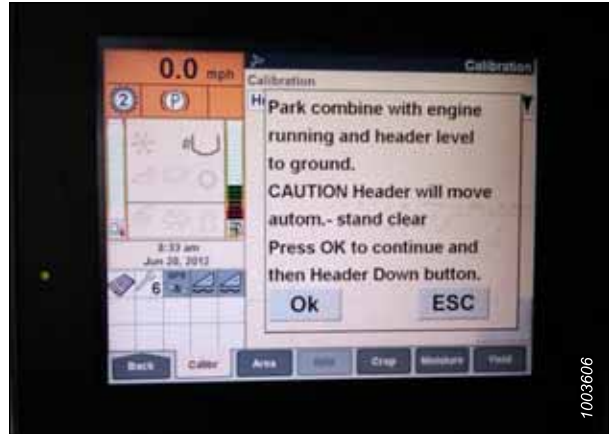 0.0 mph
Calibration
Calibration
2
P
Park combine with engine
running and header level
to ground.
CAUTION Header will move
autom.- stand clear
Press OK to continue and
then Header Down button.
Ok
ESC
8:33 am
Jun 20, 2012
6
Back
Calibr
Area
Crop
Moisture
Yield
1003606